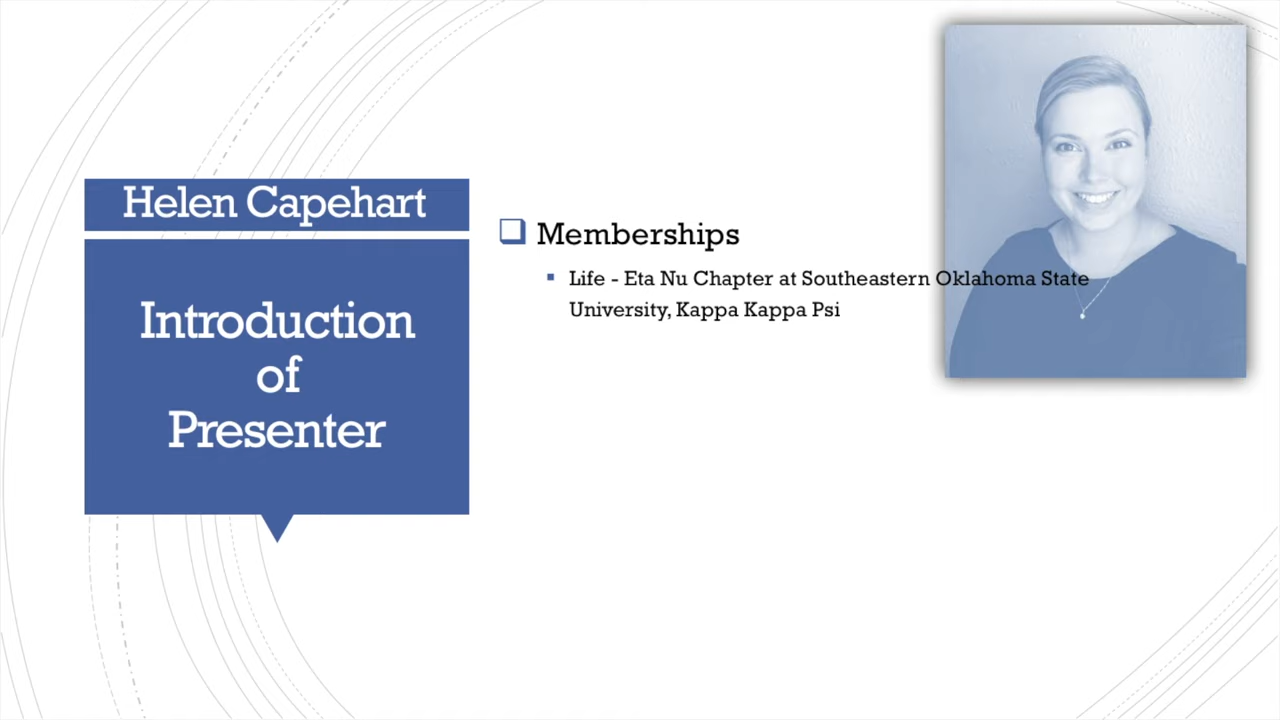 Helen Capehart
Introduction
of
Presenter
Memberships
Life - Eta Nu Chapter at Southeastern Oklahoma State
University, Kappa Kappa Psi